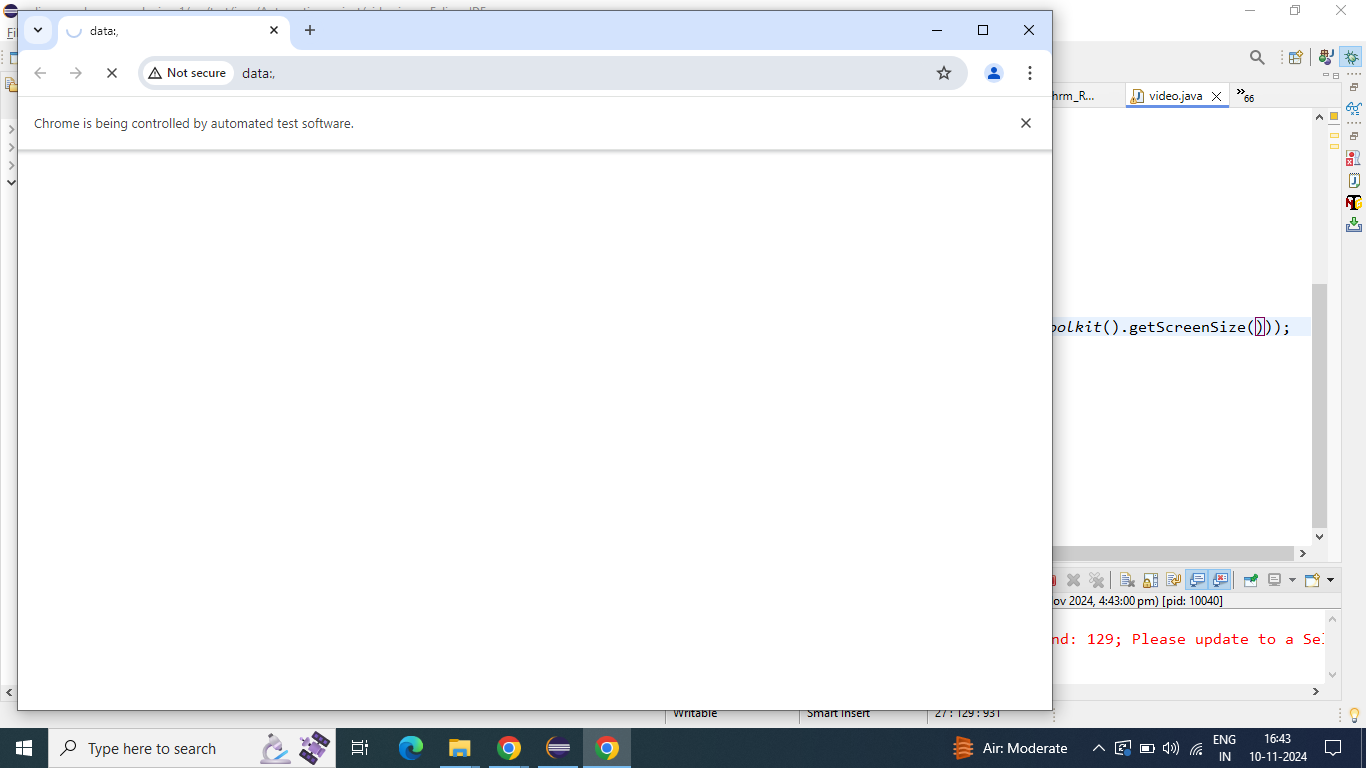 data:,
Not secure
data:,
Chrome is being controlled by automated test software.
hrm_R...
video.java
66
olkit().getScreenSize()));
ov 2024, 4:43:00 pm) [pid: 10040]
nd: 129; Please update to a Sel
Writable
Smart Insert
27 : 129 : 931
Type here to search
Air: Moderate
ENG
IN
16:43
10-11-2024